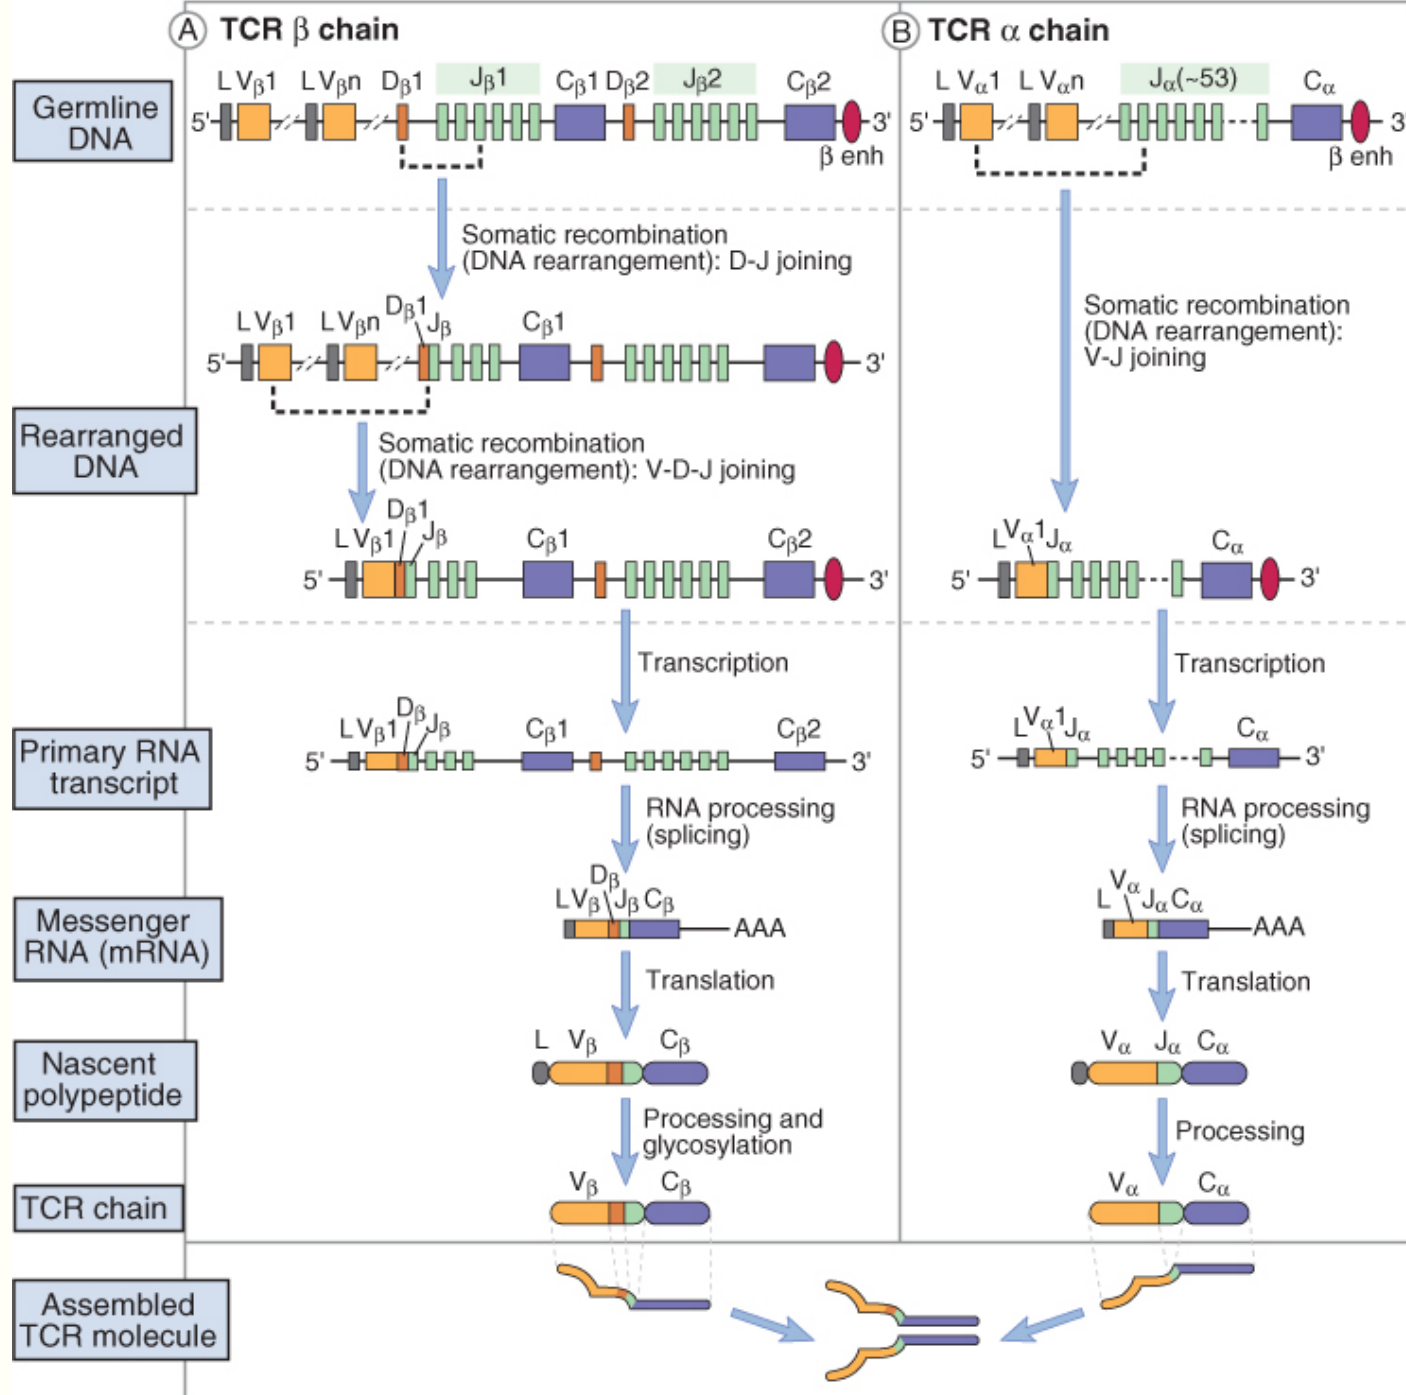 A TCR β chain
B TCR α chain
Germline
DNA
L Vβ1 L Vβn Dβ1 Jβ1 Cβ1 Dβ2 Jβ2 Cβ2
5' 3'
β enh
L Vα1 L Vαn Jα(~53) Cα
5' 3'
β enh
Somatic recombination
(DNA rearrangement): D-J joining
Somatic recombination
(DNA rearrangement):
V-J joining
Rearranged
DNA
L Vβ1 L Vβn Dβ1 Jβ Cβ1
5' 3'
Somatic recombination
(DNA rearrangement): V-D-J joining
L Vβ1 Dβ1 Jβ Cβ1 Cβ2
5' 3'
L Vα1 Jα Cα
5' 3'
Transcription
Transcription
Primary RNA
transcript
L Vβ1 Dβ Jβ Cβ1 Cβ2
5' 3'
L Vα1 Jα Cα
5' 3'
RNA processing
(splicing)
RNA processing
(splicing)
Messenger
RNA (mRNA)
L Vβ Dβ Jβ Cβ
AAA
L Vα Jα Cα
AAA
Translation
Translation
Nascent
polypeptide
L Vβ Cβ
Vα Jα Cα
Processing and
glycosylation
Processing
TCR chain
Vβ Cβ
Vα Cα
Assembled
TCR molecule